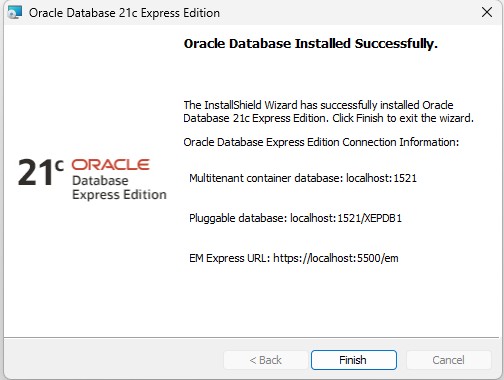 Oracle Database 21c Express Edition
Oracle Database Installed Successfully.
The InstallShield Wizard has successfully installed Oracle
Database 21c Express Edition. Click Finish to exit the wizard.
Oracle Database Express Edition Connection Information:
Multitenant container database: localhost:1521
Pluggable database: localhost:1521/XEPDB1
EM Express URL: https://localhost:5500/em
21c ORACLE
Database
Express Edition
< Back
Finish
Cancel